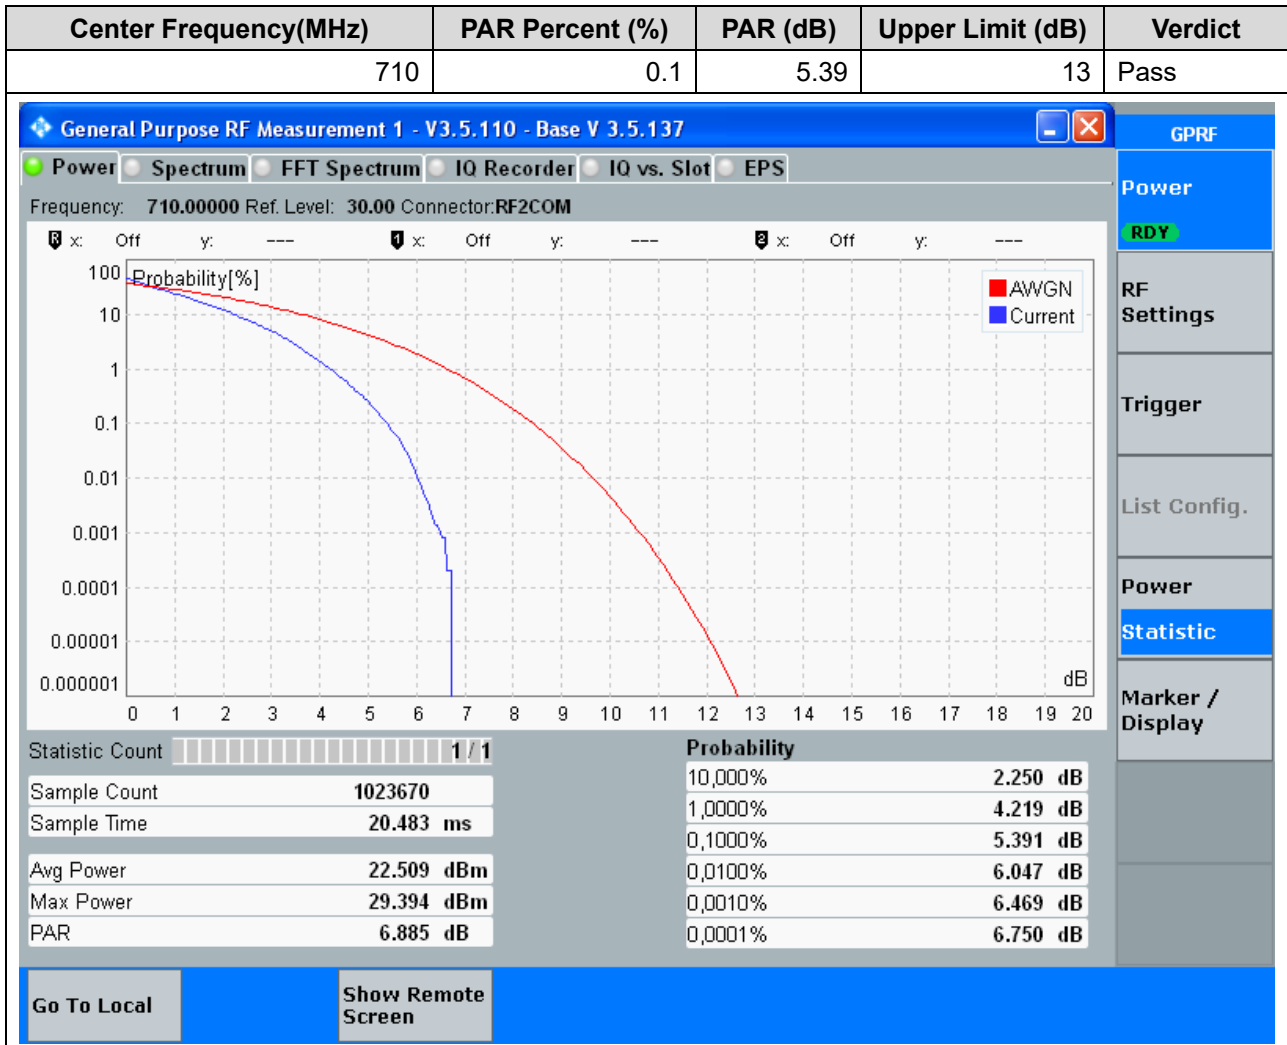 Center Frequency(MHz) PAR Percent (%) PAR (dB) Upper Limit (dB) Verdict
710 0.1 5.39 13 Pass
General Purpose RF Measurement 1 - V3.5.110 - Base V 3.5.137
GPRF
Power Spectrum FFT Spectrum IQ Recorder IQ vs. Slot EPS
Power
RDY
Frequency: 710.00000 Ref. Level: 30.00 Connector:RF2COM
R x: Off y: --- 1 x: Off y: --- 2 x: Off y: ---
Probability[%]
AWGN
Current
100
10
1
0.1
0.01
0.001
0.0001
0.00001
0.000001
dB
0 1 2 3 4 5 6 7 8 9 10 11 12 13 14 15 16 17 18 19 20
RF
Settings
Trigger
List Config.
Power
Statistic
Marker /
Display
Statistic Count 1 / 1
Sample Count 1023670
Sample Time 20.483 ms
Avg Power 22.509 dBm
Max Power 29.394 dBm
PAR 6.885 dB
Probability
10,000% 2.250 dB
1,0000% 4.219 dB
0,1000% 5.391 dB
0,0100% 6.047 dB
0,0010% 6.469 dB
0,0001% 6.750 dB
Go To Local
Show Remote
Screen